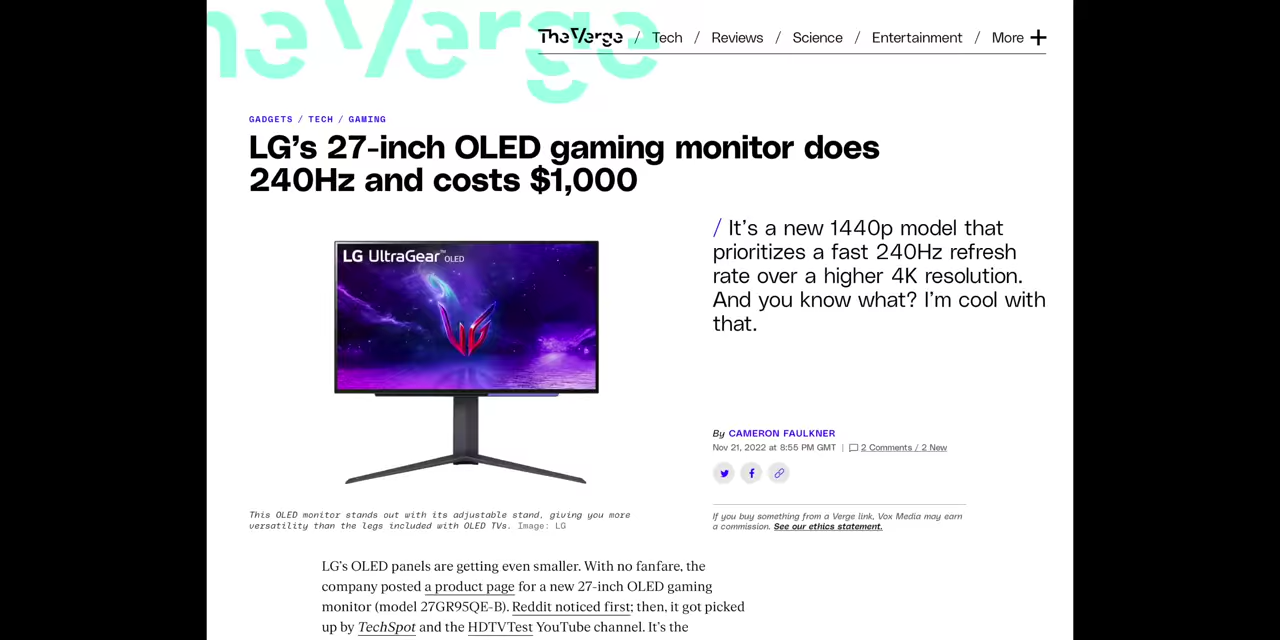 The Verge
The Verge / Tech / Reviews / Science / Entertainment / More
GADGETS / TECH / GAMING
LG’s 27-inch OLED gaming monitor does
240Hz and costs $1,000
LG UltraGear™ OLED
/ It’s a new 1440p model that
prioritizes a fast 240Hz refresh
rate over a higher 4K resolution.
And you know what? I’m cool with
that.
By CAMERON FAULKNER
Nov 21, 2022 at 8:55 PM GMT | 2 Comments / 2 New
This OLED monitor stands out with its adjustable stand, giving you more
versatility than the legs included with OLED TVs. Image: LG
If you buy something from a Verge link, Vox Media may earn
a commission. See our ethics statement.
LG’s OLED panels are getting even smaller. With no fanfare, the
company posted a product page for a new 27-inch OLED gaming
monitor (model 27GR95QE-B). Reddit noticed first; then, it got picked
up by TechSpot and the HDTVTest YouTube channel. It’s the